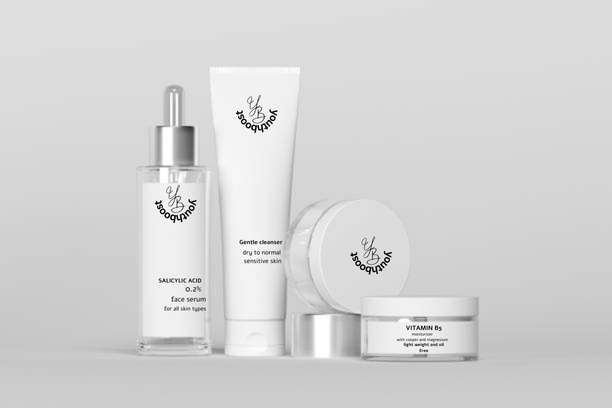 YB
youthboost
SALICYLIC ACID
0.2%
face serum
for all skin types
YB
youthboost
Gentle cleanser
dry to normal
sensitive skin
YB
youthboost
VITAMIN B5
moisturizer
with cooper and magnesium
light weight and oil
free